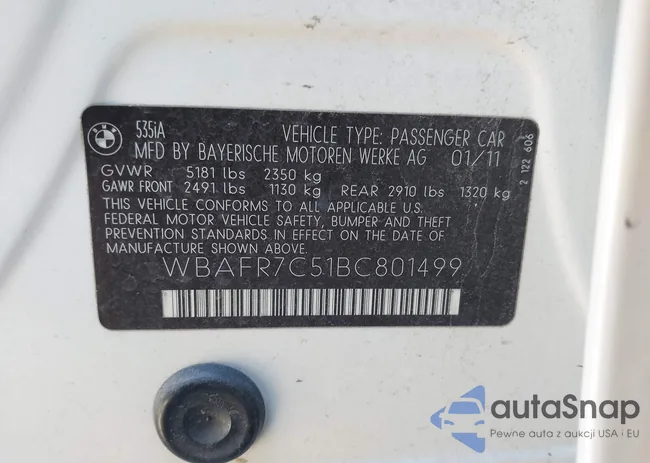 BMW
535iA
VEHICLE TYPE: PASSENGER CAR
MFD BY BAYERISCHE MOTOREN WERKE AG 01/11
GVWR 5181 lbs 2350 kg
GAWR FRONT 2491 lbs 1130 kg REAR 2910 lbs 1320 kg
THIS VEHICLE CONFORMS TO ALL APPLICABLE U.S.
FEDERAL MOTOR VEHICLE SAFETY, BUMPER AND THEFT
PREVENTION STANDARDS IN EFFECT ON THE DATE OF
MANUFACTURE SHOWN ABOVE.
WBAFR7C51BC801499
2 122 606
autoSnap
Pewne auta z aukcji USA i EU